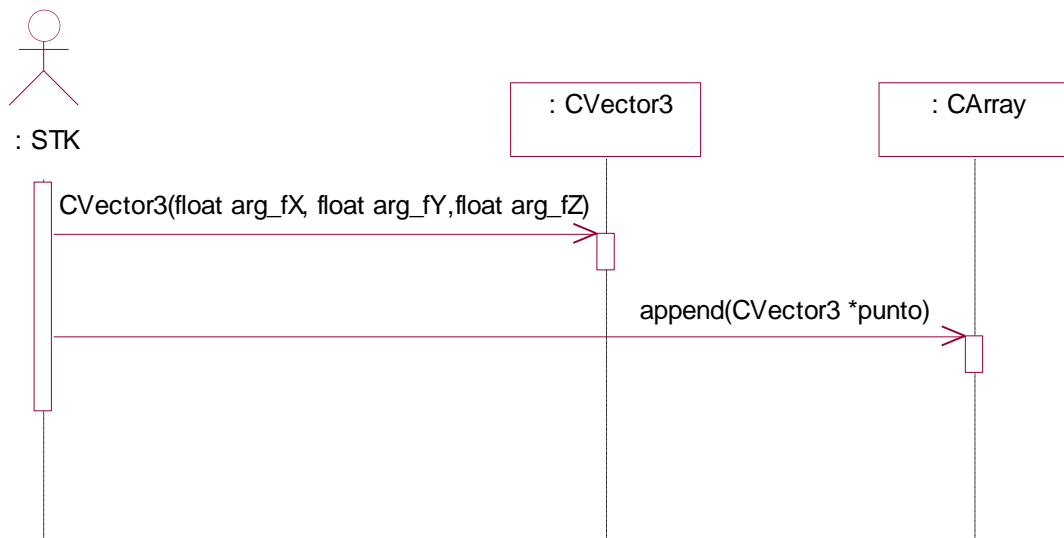 : CVector3
: CArray
: STK
CVector3(float arg_fX, float arg_fY,float arg_fZ)
append(CVector3 *punto)